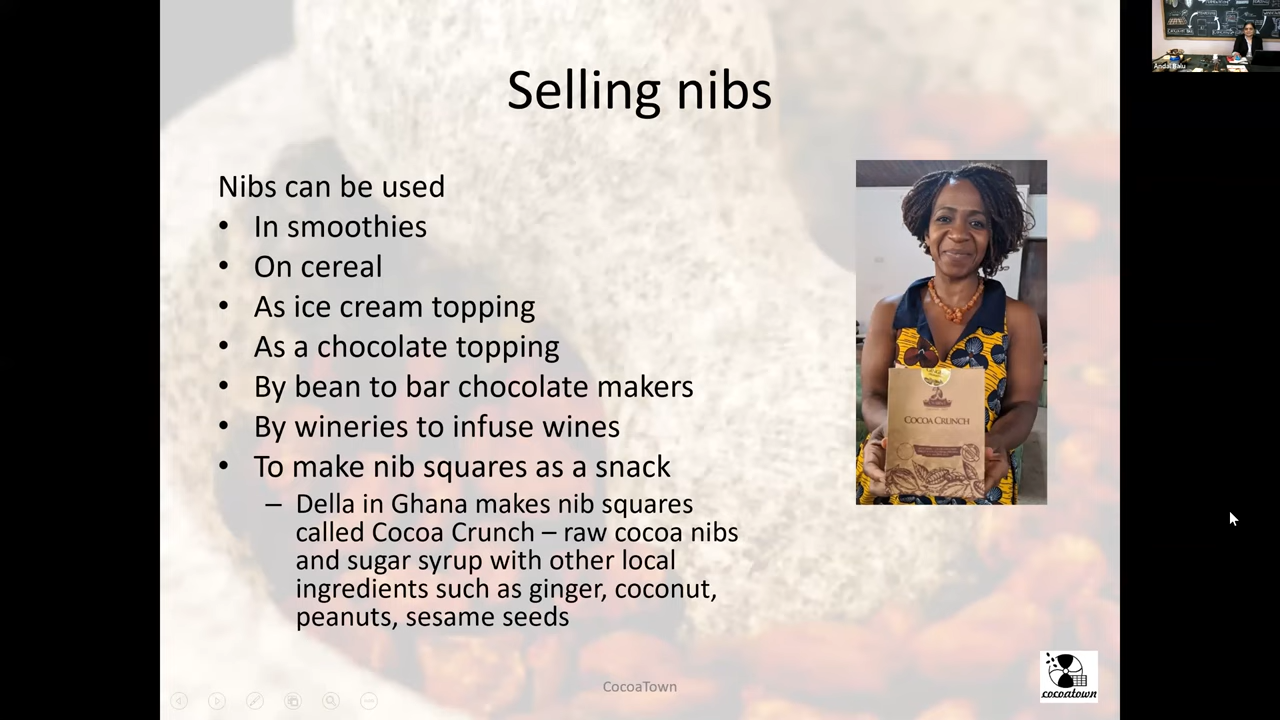 Selling nibs
Andal Balu
Nibs can be used
• In smoothies
• On cereal
• As ice cream topping
• As a chocolate topping
• By bean to bar chocolate makers
• By wineries to infuse wines
• To make nib squares as a snack
– Della in Ghana makes nib squares
called Cocoa Crunch – raw cocoa nibs
and sugar syrup with other local
ingredients such as ginger, coconut,
peanuts, sesame seeds
COCOA CRUNCH
CocoaTown
cocoatown